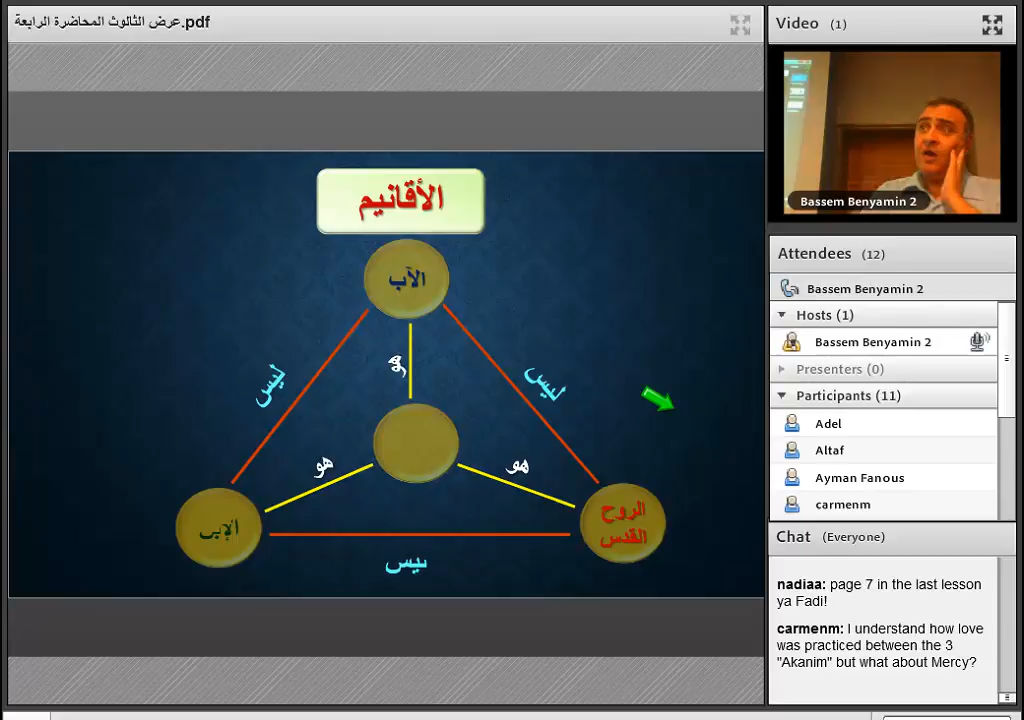 عرض الثالوث المحاضرة الرابعة.pdf
الأقانيم
الآب
ليس
هو
ليس
هو
هو
الإبن
الروح
القدس
ليس
Video (1)
Bassem Benyamin 2
Attendees (12)
Bassem Benyamin 2
Hosts (1)
Bassem Benyamin 2
Presenters (0)
Participants (11)
Adel
Altaf
Ayman Fanous
carmenm
Chat (Everyone)
nadiaa: page 7 in the last lesson
ya Fadi!
carmenm: I understand how love
was practiced between the 3
"Akanim" but what about Mercy?